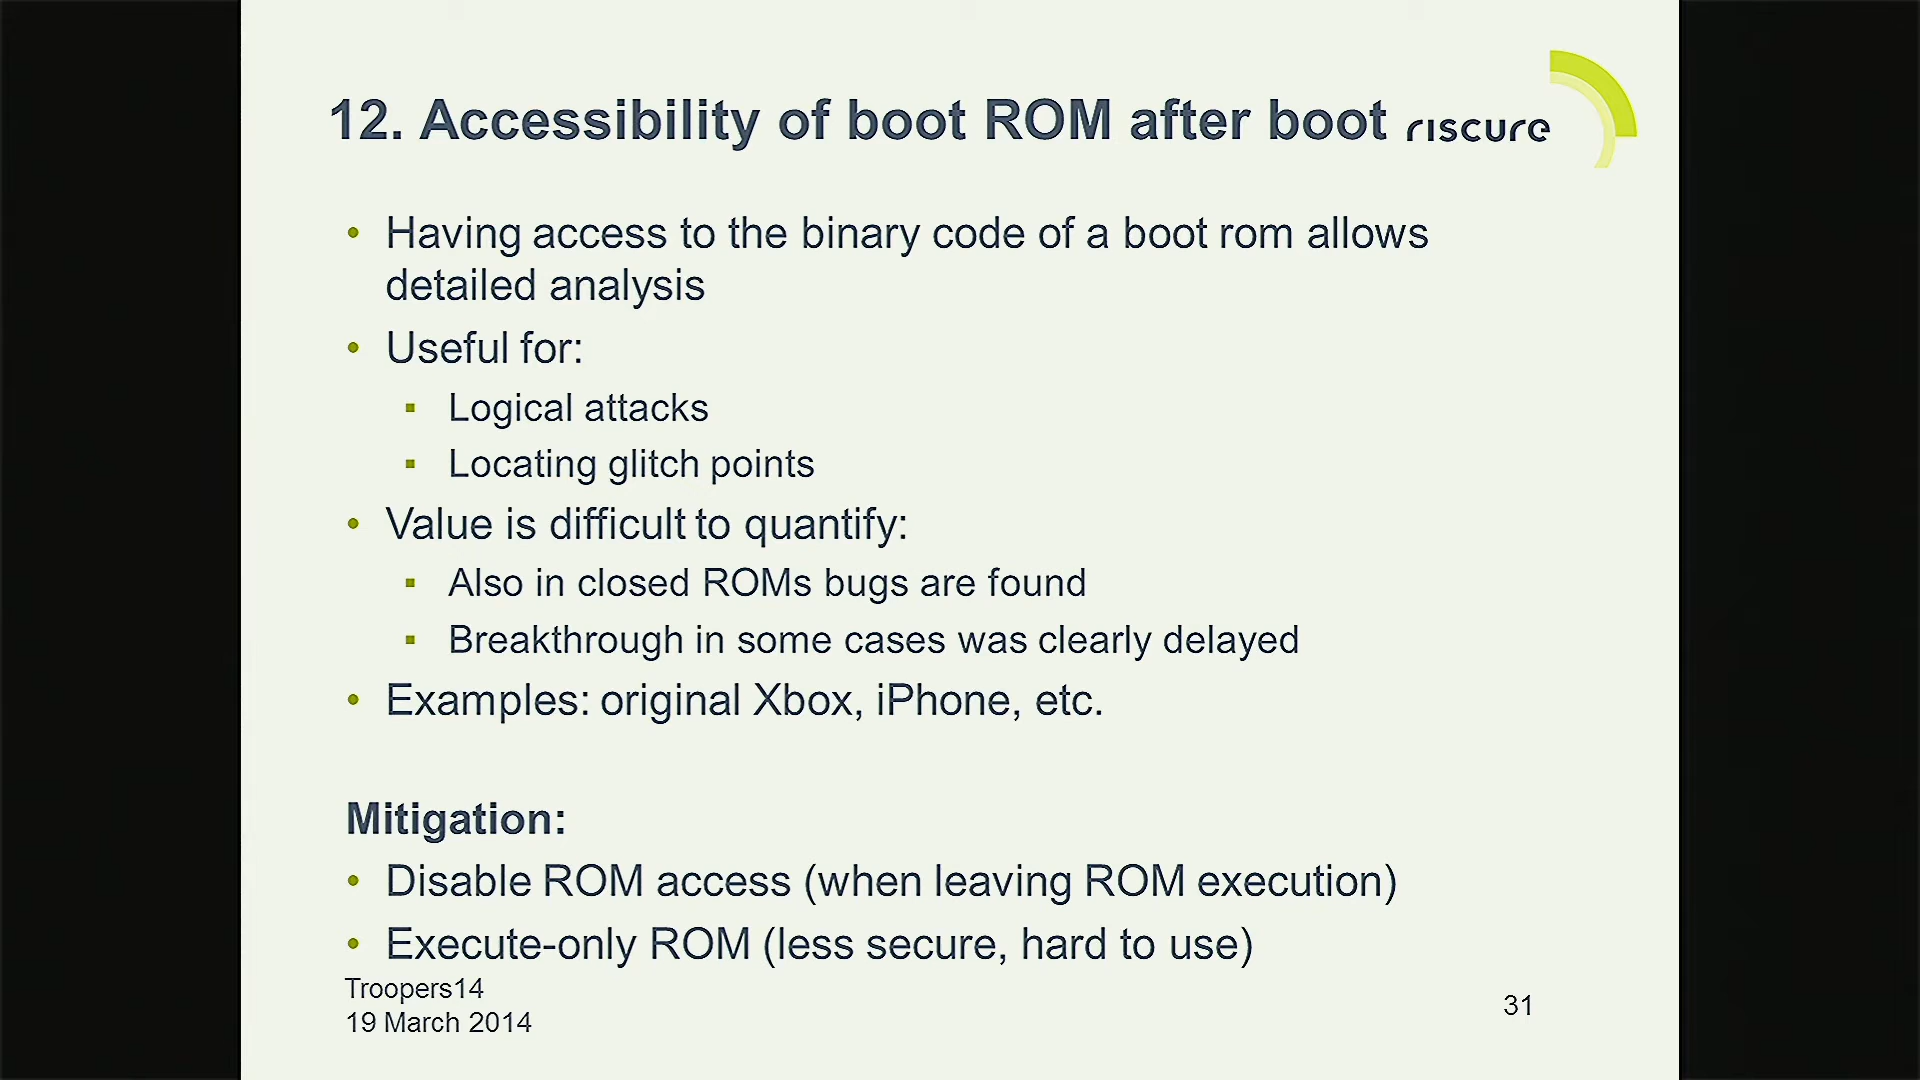 12. Accessibility of boot ROM after boot
riscure
• Having access to the binary code of a boot rom allows
detailed analysis
• Useful for:
▪ Logical attacks
▪ Locating glitch points
• Value is difficult to quantify:
▪ Also in closed ROMs bugs are found
▪ Breakthrough in some cases was clearly delayed
• Examples: original Xbox, iPhone, etc.
Mitigation:
• Disable ROM access (when leaving ROM execution)
• Execute-only ROM (less secure, hard to use)
Troopers14
19 March 2014
31